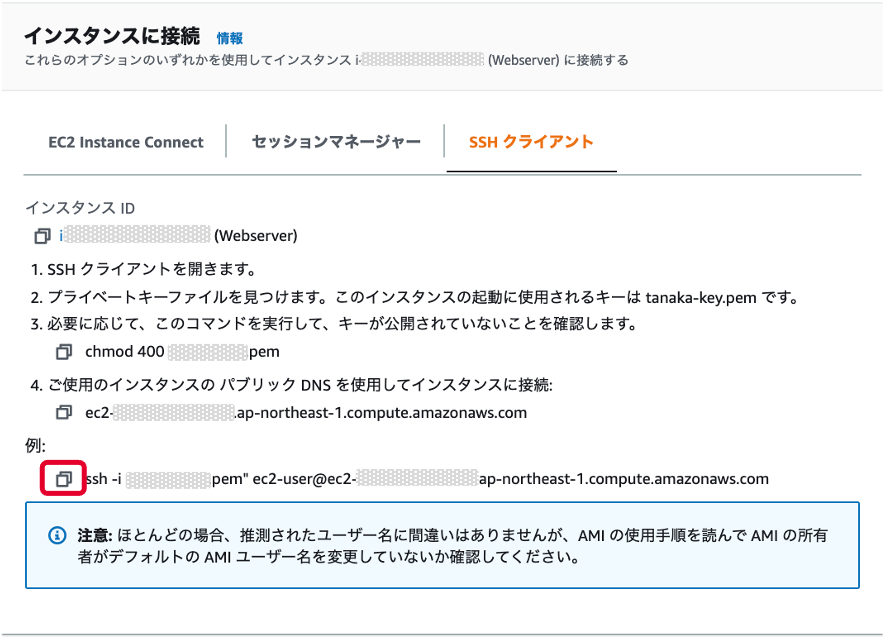 インスタンスに接続 情報
これらのオプションのいずれかを使用してインスタンス i- (Webserver) に接続する
EC2 Instance Connect セッションマネージャー SSH クライアント
インスタンス ID
i (Webserver)
1. SSH クライアントを開きます。
2. プライベートキーファイルを見つけます。このインスタンスの起動に使用されるキーは tanaka-key.pem です。
3. 必要に応じて、このコマンドを実行して、キーが公開されていないことを確認します。
chmod 400 pem
4. ご使用のインスタンスの パブリック DNS を使用してインスタンスに接続:
ec2- .ap-northeast-1.compute.amazonaws.com
例:
ssh -i pem" ec2-user@ec2- ap-northeast-1.compute.amazonaws.com
注意: ほとんどの場合、推測されたユーザー名に間違いはありませんが、AMI の使用手順を読んで AMI の所有
者がデフォルトの AMI ユーザー名を変更していないか確認してください。